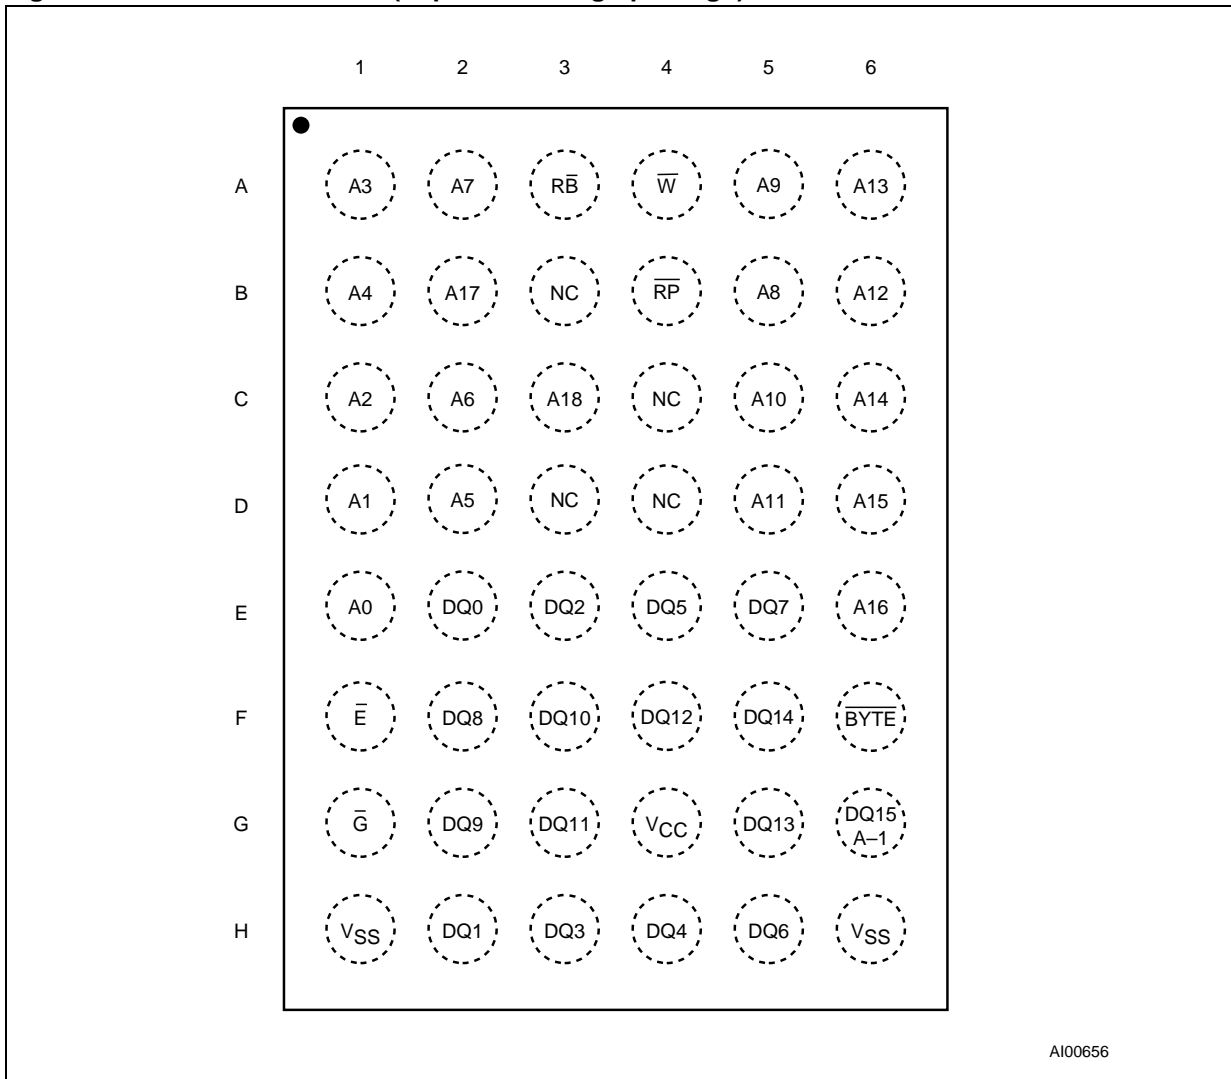 1 2 3 4 5 6
A A3 A7 RB̅ W̅ A9 A13
B A4 A17 NC R̅P̅ A8 A12
C A2 A6 A18 NC A10 A14
D A1 A5 NC NC A11 A15
E A0 DQ0 DQ2 DQ5 DQ7 A16
F E̅ DQ8 DQ10 DQ12 DQ14 B̅Y̅T̅E̅
G G̅ DQ9 DQ11 VCC DQ13 DQ15
A–1
H VSS DQ1 DQ3 DQ4 DQ6 VSS
AI00656